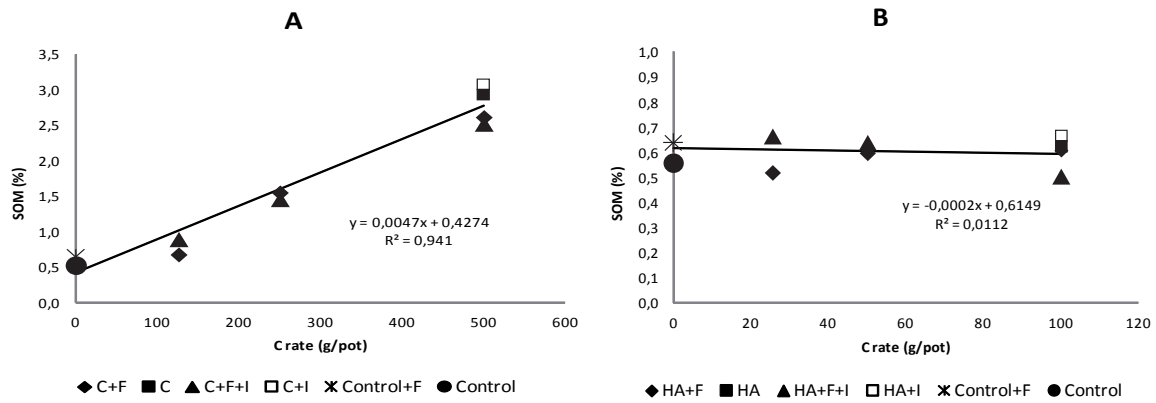 A
3,5
3,0
2,5
2,0
1,5
1,0
0,5
0,0
SOM (%)
y = 0,0047x + 0,4274
R² = 0,941
0 100 200 300 400 500 600
C rate (g/pot)
C+F C C+F+I C+I Control+F Control
B
1,0
0,9
0,8
0,7
0,6
0,5
0,4
0,3
0,2
0,1
0,0
SOM (%)
y = -0,0002x + 0,6149
R² = 0,0112
0 20 40 60 80 100 120
C rate (g/pot)
HA+F HA HA+F+I HA+I Control+F Control